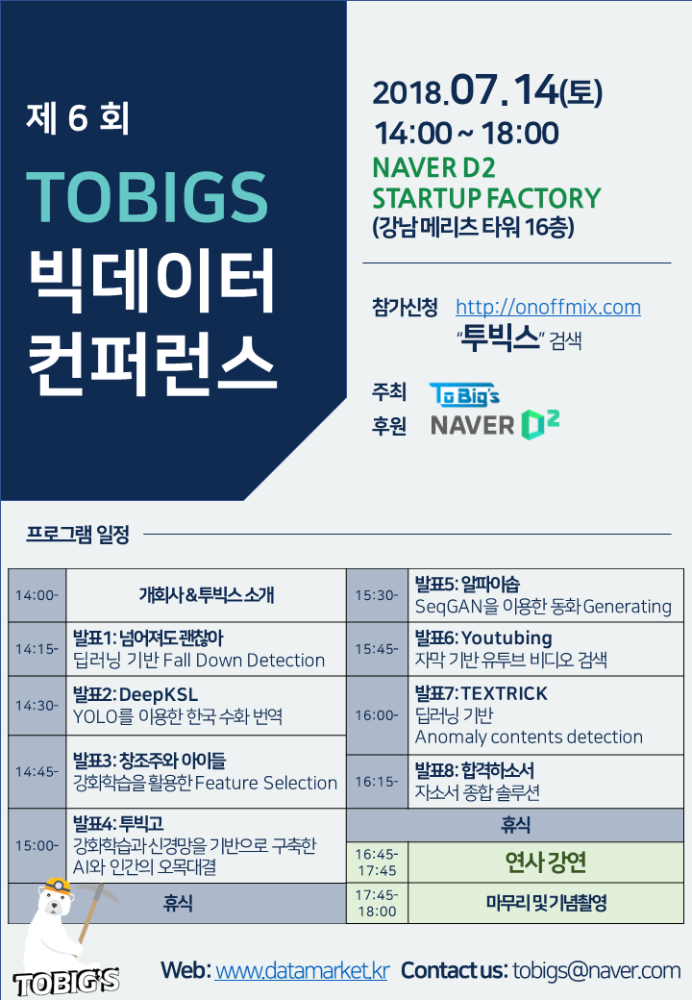 제 6 회
TOBIGS
빅데이터
컨퍼런스
2018.07.14(토)
14:00 ~ 18:00
NAVER D2
STARTUP FACTORY
(강남 메리츠 타워 16층)
참가신청 http://onoffmix.com
“투빅스” 검색
주최 ToBig's
후원 NAVER D2
프로그램 일정
14:00- 개회사 & 투빅스 소개
14:15- 발표1: 넘어져도 괜찮아
딥러닝 기반 Fall Down Detection
14:30- 발표2: DeepKSL
YOLO를 이용한 한국 수화 번역
14:45- 발표3: 창조주와 아이들
강화학습을 활용한 Feature Selection
15:00- 발표4: 투빅고
강화학습과 신경망을 기반으로 구축한
AI와 인간의 오목대결
휴식
15:30- 발표5: 알파이솝
SeqGAN을 이용한 동화 Generating
15:45- 발표6: Youtubing
자막 기반 유투브 비디오 검색
16:00- 발표7: TEXTRICK
딥러닝 기반
Anomaly contents detection
16:15- 발표8: 합격하소서
자소서 종합 솔루션
휴식
16:45-
17:45 연사 강연
17:45-
18:00 마무리 및 기념촬영
TOBIG'S
Web: www.datamarket.kr Contact us: tobigs@naver.com